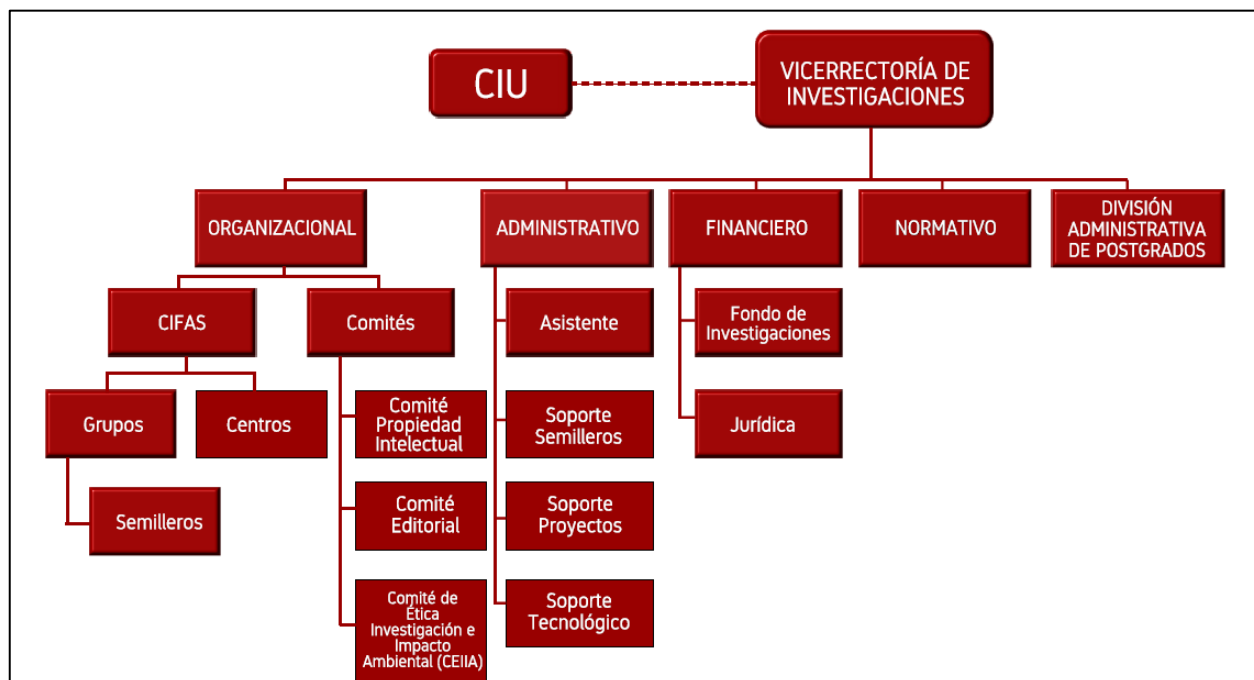 CIU
VICERRECTORÍA DE
INVESTIGACIONES
ORGANIZACIONAL
ADMINISTRATIVO
FINANCIERO
NORMATIVO
DIVISIÓN
ADMINISTRATIVA
DE POSTGRADOS
CIFAS
Comités
Asistente
Fondo de
Investigaciones
Grupos
Centros
Comité
Propiedad
Intelectual
Soporte
Semilleros
Jurídica
Semilleros
Comité
Editorial
Soporte
Proyectos
Comité de
Ética
Investigación e
Impacto
Ambiental (CEIIA)
Soporte
Tecnológico